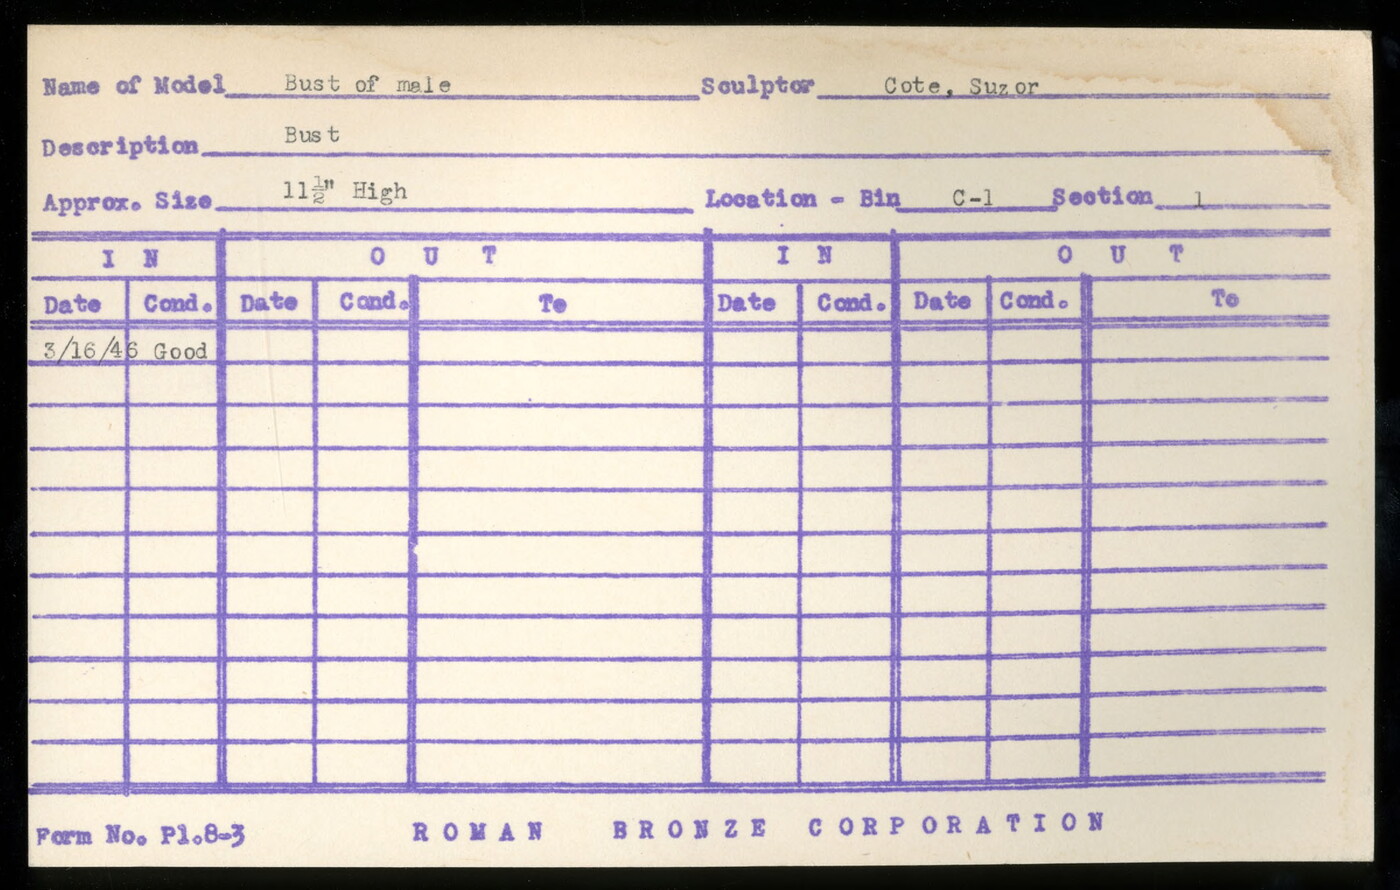 Name of Model Bust of male Sculptor Cote, Suzor
Description Bust
Approx. Size 11½" High Location - Bin C-1 Section 1
IN OUT IN OUT
Date Cond. Date Cond. To Date Cond. Date Cond. To
3/16/46 Good
Form No. Pl.8-3 ROMAN BRONZE CORPORATION